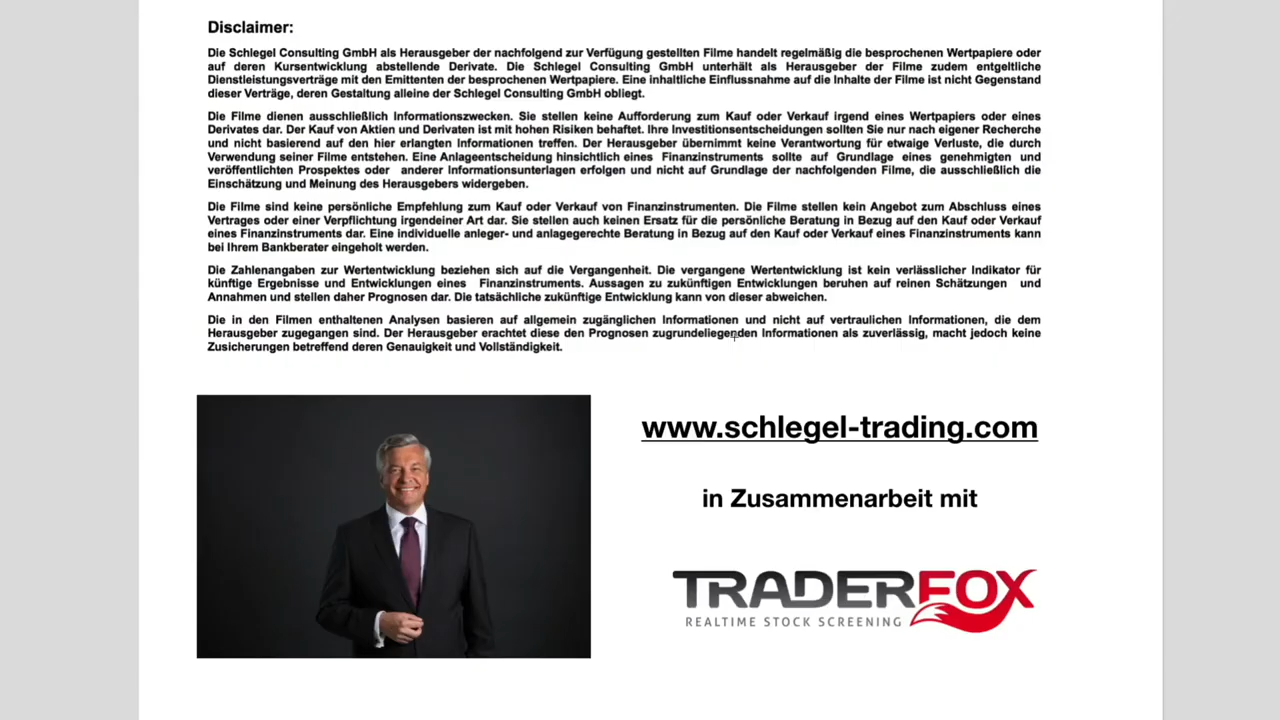 Disclaimer:
Die Schlegel Consulting GmbH als Herausgeber der nachfolgend zur Verfügung gestellten Filme handelt regelmäßig die besprochenen Wertpapiere oder
auf deren Kursentwicklung abstellende Derivate. Die Schlegel Consulting GmbH unterhält als Herausgeber der Filme zudem entgeltliche
Dienstleistungsverträge mit den Emittenten der besprochenen Wertpapiere. Eine inhaltliche Einflussnahme auf die Inhalte der Filme ist nicht Gegenstand
dieser Verträge, deren Gestaltung alleine der Schlegel Consulting GmbH obliegt.
Die Filme dienen ausschließlich Informationszwecken. Sie stellen keine Aufforderung zum Kauf oder Verkauf irgend eines Wertpapiers oder eines
Derivates dar. Der Kauf von Aktien und Derivaten ist mit hohen Risiken behaftet. Ihre Investitionsentscheidungen sollten Sie nur nach eigener Recherche
und nicht basierend auf den hier erlangten Informationen treffen. Der Herausgeber übernimmt keine Verantwortung für etwaige Verluste, die durch
Verwendung seiner Filme entstehen. Eine Anlageentscheidung hinsichtlich eines Finanzinstruments sollte auf Grundlage eines genehmigten und
veröffentlichten Prospektes oder anderer Informationsunterlagen erfolgen und nicht auf Grundlage der nachfolgenden Filme, die ausschließlich die
Einschätzung und Meinung des Herausgebers widergeben.
Die Filme sind keine persönliche Empfehlung zum Kauf oder Verkauf von Finanzinstrumenten. Die Filme stellen kein Angebot zum Abschluss eines
Vertrages oder einer Verpflichtung irgendeiner Art dar. Sie stellen auch keinen Ersatz für die persönliche Beratung in Bezug auf den Kauf oder Verkauf
eines Finanzinstruments dar. Eine individuelle anleger- und anlagegerechte Beratung in Bezug auf den Kauf oder Verkauf eines Finanzinstruments kann
bei Ihrem Bankberater eingeholt werden.
Die Zahlenangaben zur Wertentwicklung beziehen sich auf die Vergangenheit. Die vergangene Wertentwicklung ist kein verlässlicher Indikator für
künftige Ergebnisse und Entwicklungen eines Finanzinstruments. Aussagen zu zukünftigen Entwicklungen beruhen auf reinen Schätzungen und
Annahmen und stellen daher Prognosen dar. Die tatsächliche zukünftige Entwicklung kann von dieser abweichen.
Die in den Filmen enthaltenen Analysen basieren auf allgemein zugänglichen Informationen und nicht auf vertraulichen Informationen, die dem
Herausgeber zugegangen sind. Der Herausgeber erachtet diese den Prognosen zugrundeliegenden Informationen als zuverlässig, macht jedoch keine
Zusicherungen betreffend deren Genauigkeit und Vollständigkeit.
www.schlegel-trading.com
in Zusammenarbeit mit
TRADERFOX
REALTIME STOCK SCREENING